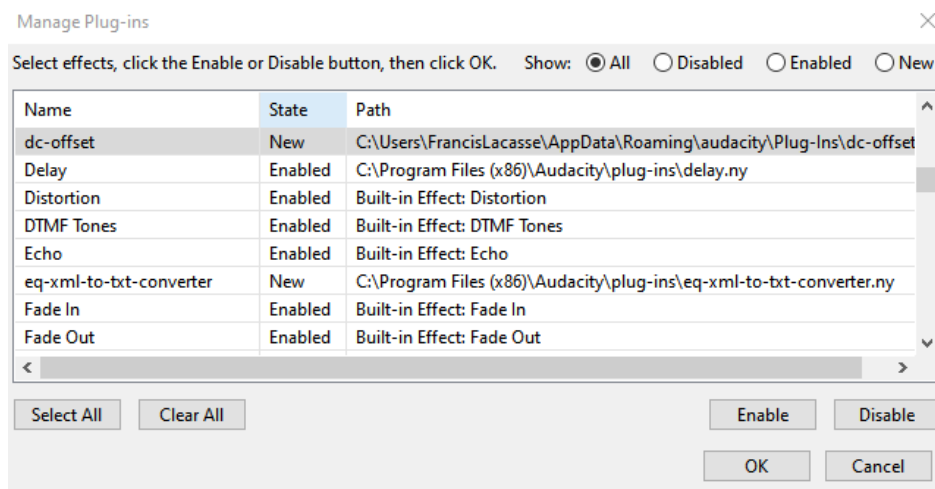 Manage Plug-ins
Select effects, click the Enable or Disable button, then click OK. Show: All Disabled Enabled New
Name State Path
dc-offset New C:\Users\FrancisLacasse\AppData\Roaming\audacity\Plug-Ins\dc-offset
Delay Enabled C:\Program Files (x86)\Audacity\plug-ins\delay.ny
Distortion Enabled Built-in Effect: Distortion
DTMF Tones Enabled Built-in Effect: DTMF Tones
Echo Enabled Built-in Effect: Echo
eq-xml-to-txt-converter New C:\Program Files (x86)\Audacity\plug-ins\eq-xml-to-txt-converter.ny
Fade In Enabled Built-in Effect: Fade In
Fade Out Enabled Built-in Effect: Fade Out
Select All Clear All Enable Disable
OK Cancel